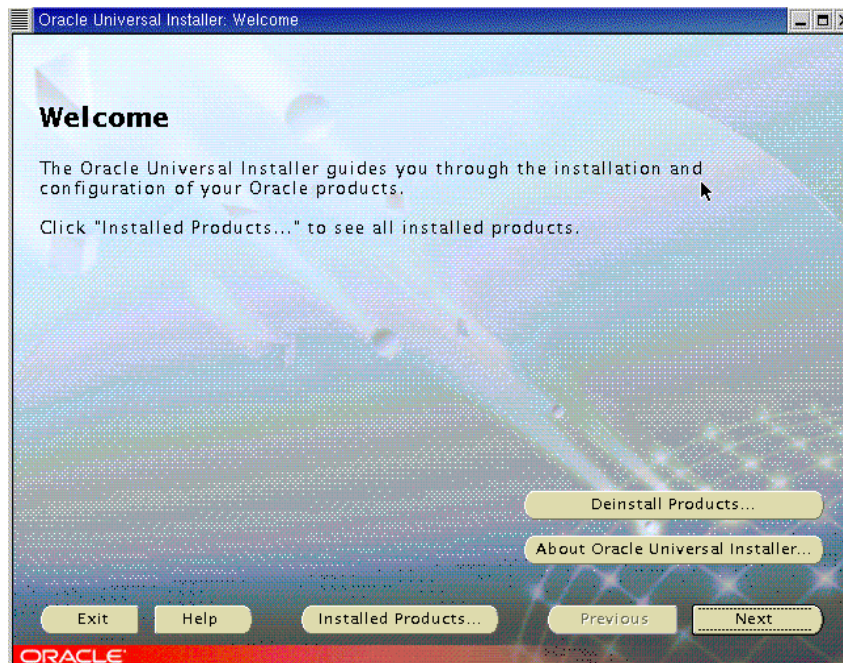 Oracle Universal Installer: Welcome
Welcome
The Oracle Universal Installer guides you through the installation and
configuration of your Oracle products.
Click "Installed Products..." to see all installed products.
Deinstall Products...
About Oracle Universal Installer...
Exit Help Installed Products... Previous Next
ORACLE